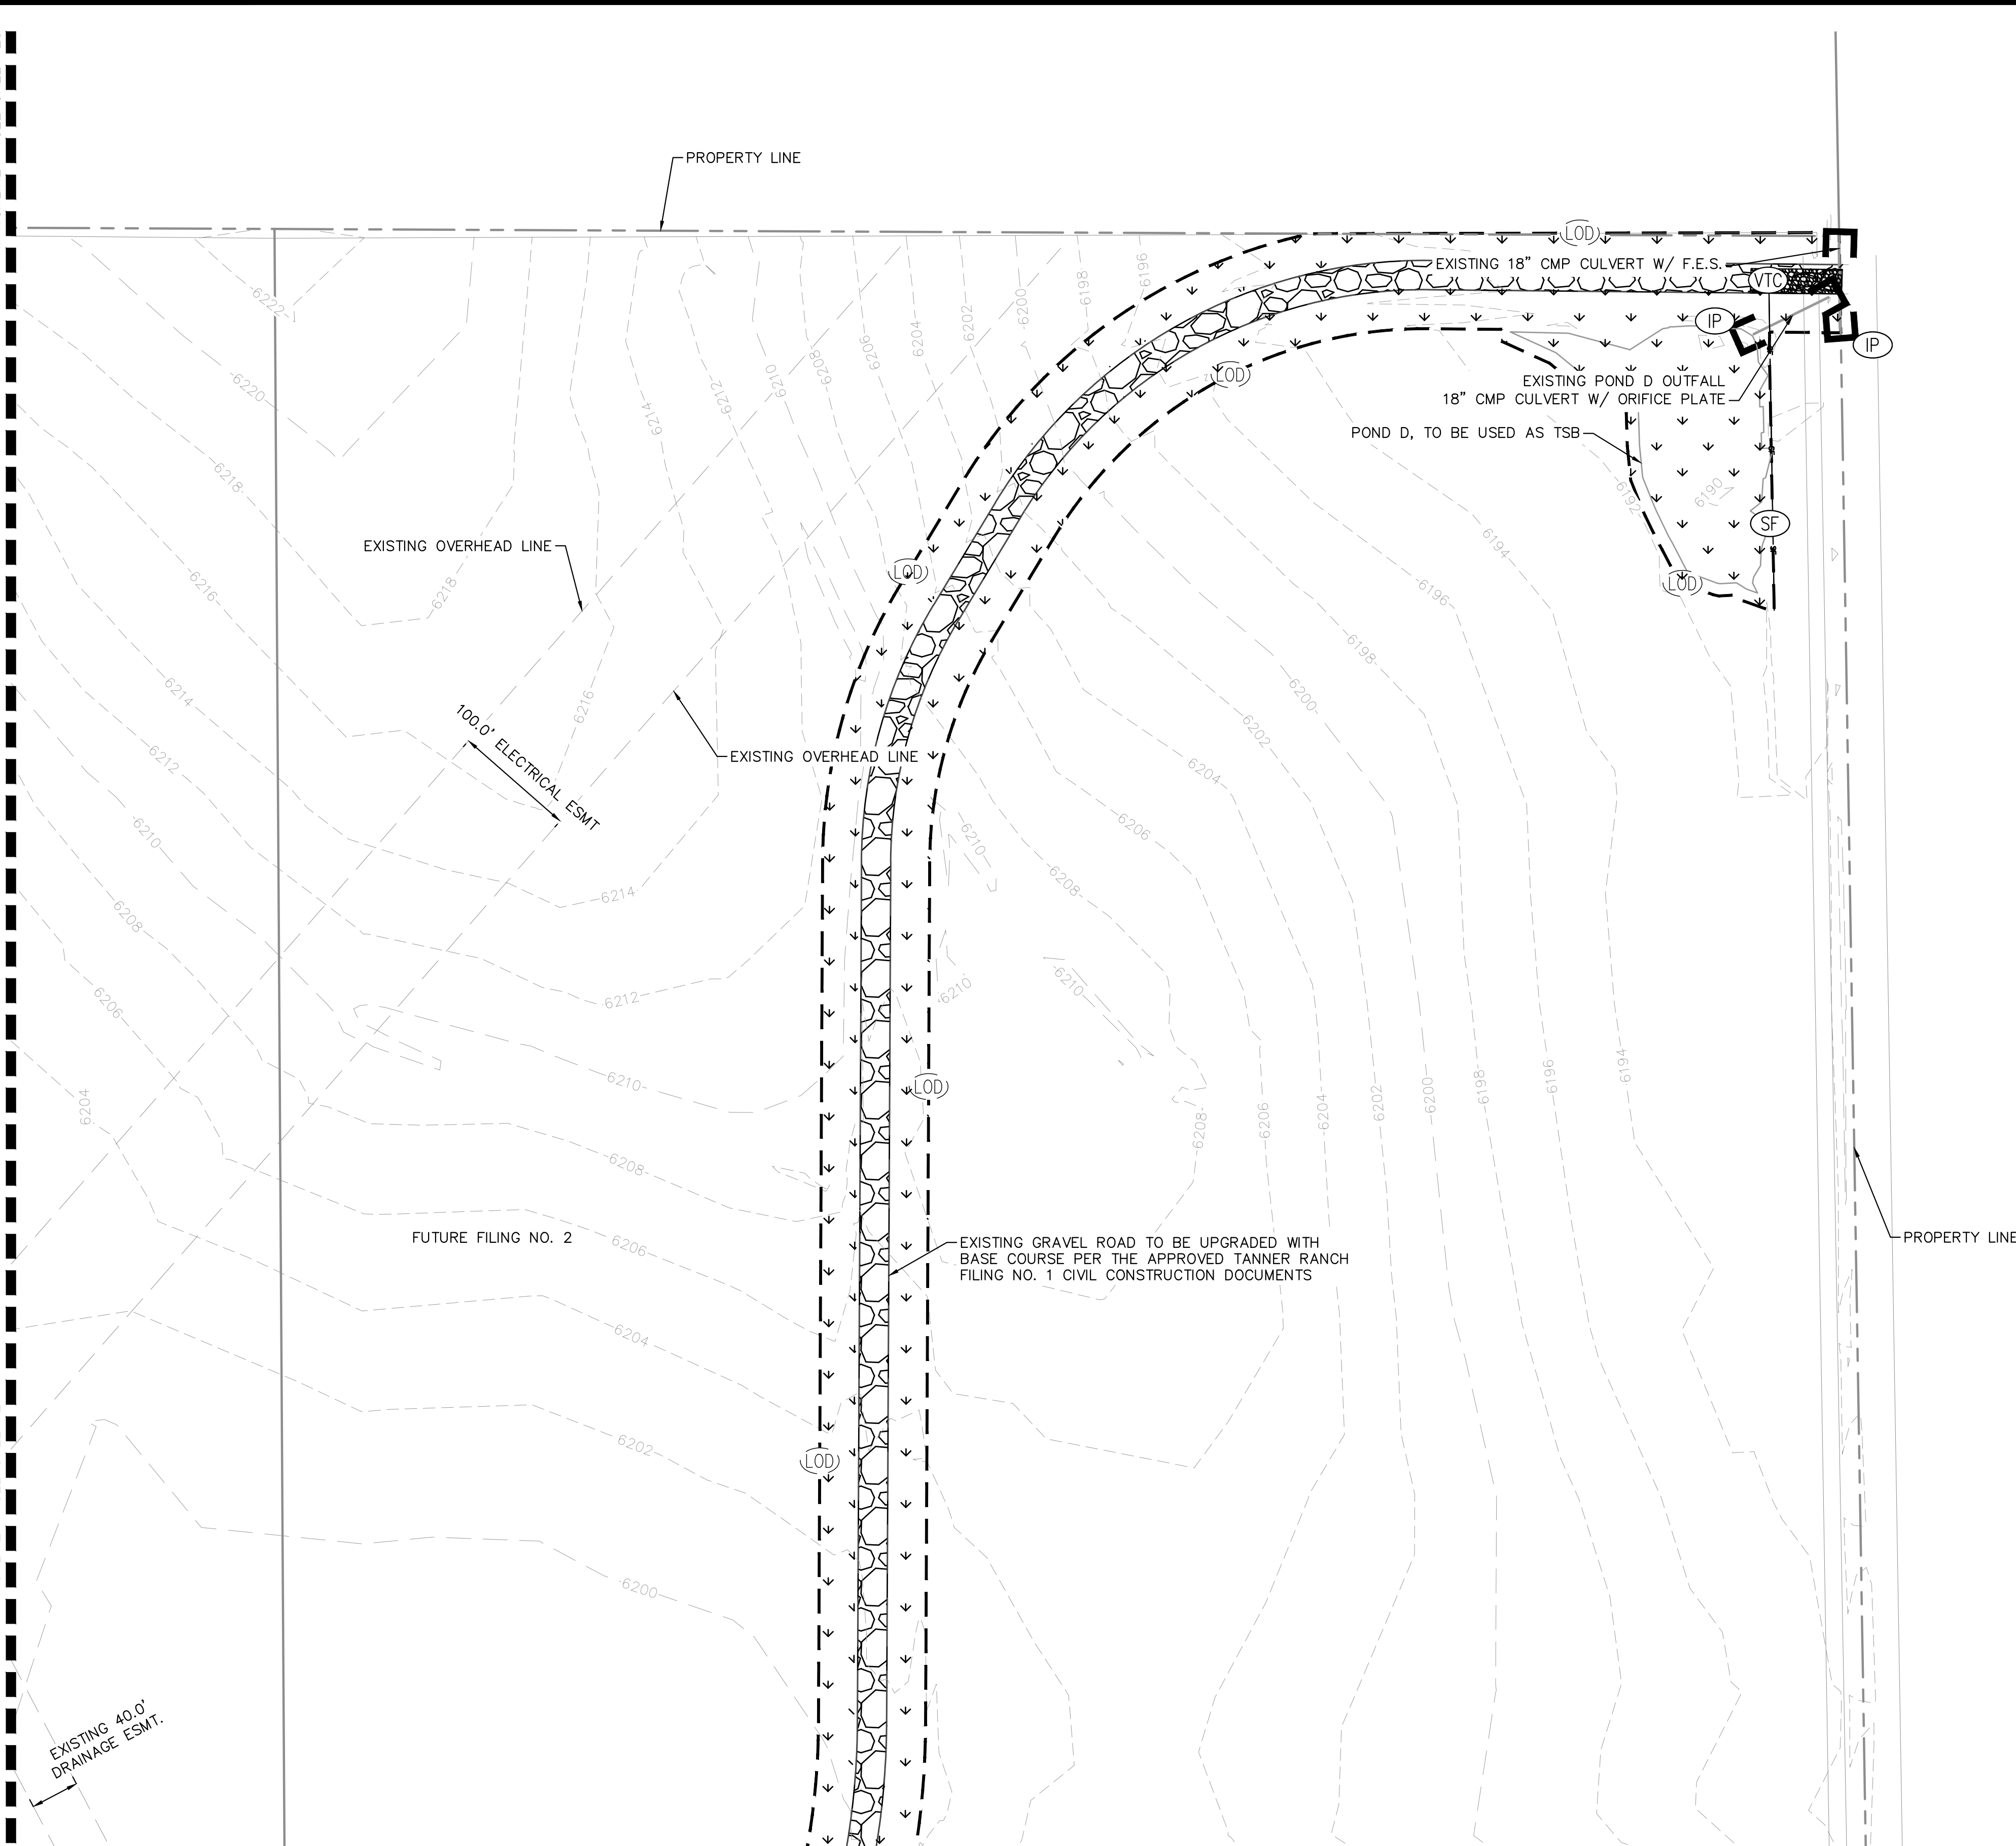 PROPERTY LINE
LOD
EXISTING 18" CMP CULVERT W/ F.E.S.
VTC
IP
IP
EXISTING POND D OUTFALL
18" CMP CULVERT W/ ORIFICE PLATE
POND D, TO BE USED AS TSB
LOD
6222
6220
6218
6216
6214
6212
6210
6208
6206
6204
6218
6216
6214
6212
6210
6208
6206
6204
6202
6200
6198
6196
6192
6190
SF
LOD
LOD
EXISTING OVERHEAD LINE
EXISTING OVERHEAD LINE
100.0' ELECTRICAL ESMT
6194
6196
6198
6200
6202
6204
6206
6208
6210
6210
6210
6214
6212
6210
6208
6206
6204
6202
6200
LOD
6208
6206
6204
6202
6200
6198
6196
6194
FUTURE FILING NO. 2
EXISTING GRAVEL ROAD TO BE UPGRADED WITH
BASE COURSE PER THE APPROVED TANNER RANCH
FILING NO. 1 CIVIL CONSTRUCTION DOCUMENTS
PROPERTY LINE
LOD
EXISTING 40.0'
DRAINAGE ESMT.